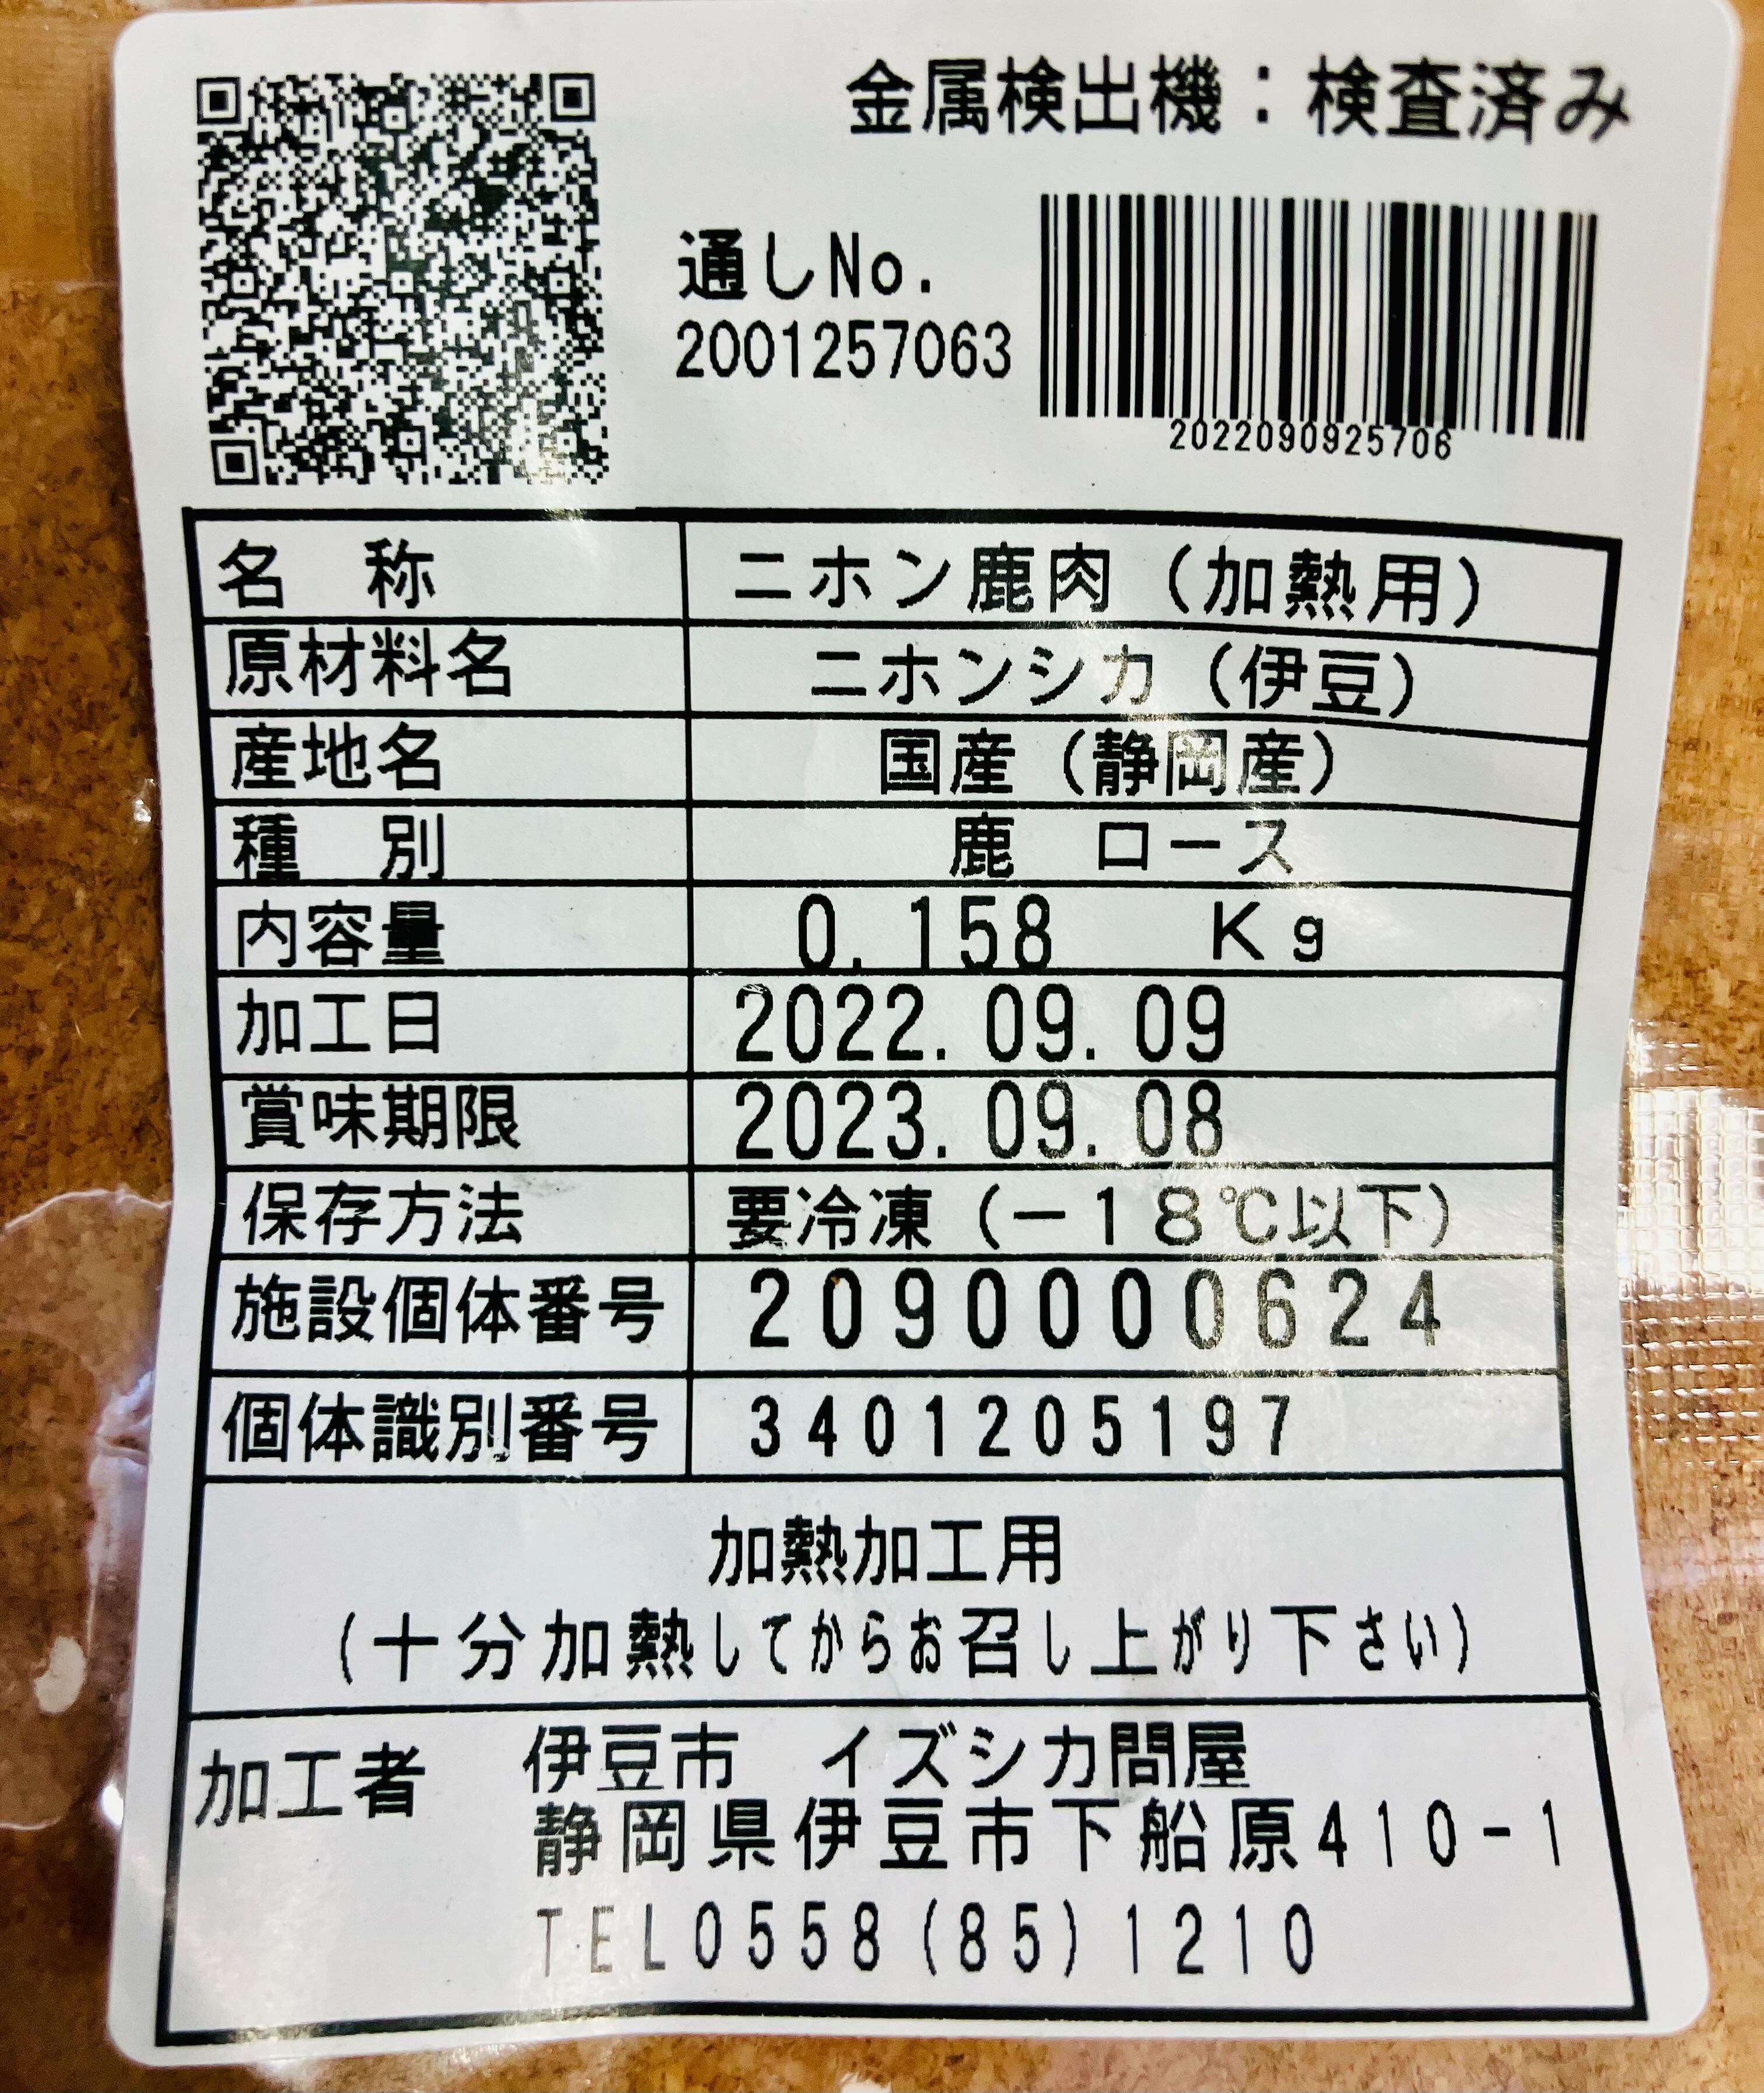 金属検出機：検査済み
通しNo.
2001257063
2022090925706
名　称　ニホン鹿肉（加熱用）
原材料名　ニホンシカ（伊豆）
産地名　国産（静岡産）
種　別　鹿　ロース
内容量　0.158　Kg
加工日　2022.09.09
賞味期限　2023.09.08
保存方法　要冷凍（－18℃以下）
施設個体番号　2090000624
個体識別番号　3401205197
加熱加工用
（十分加熱してからお召し上がり下さい）
加工者　伊豆市　イズシカ問屋
静岡県伊豆市下船原410-1
TEL0558(85)1210